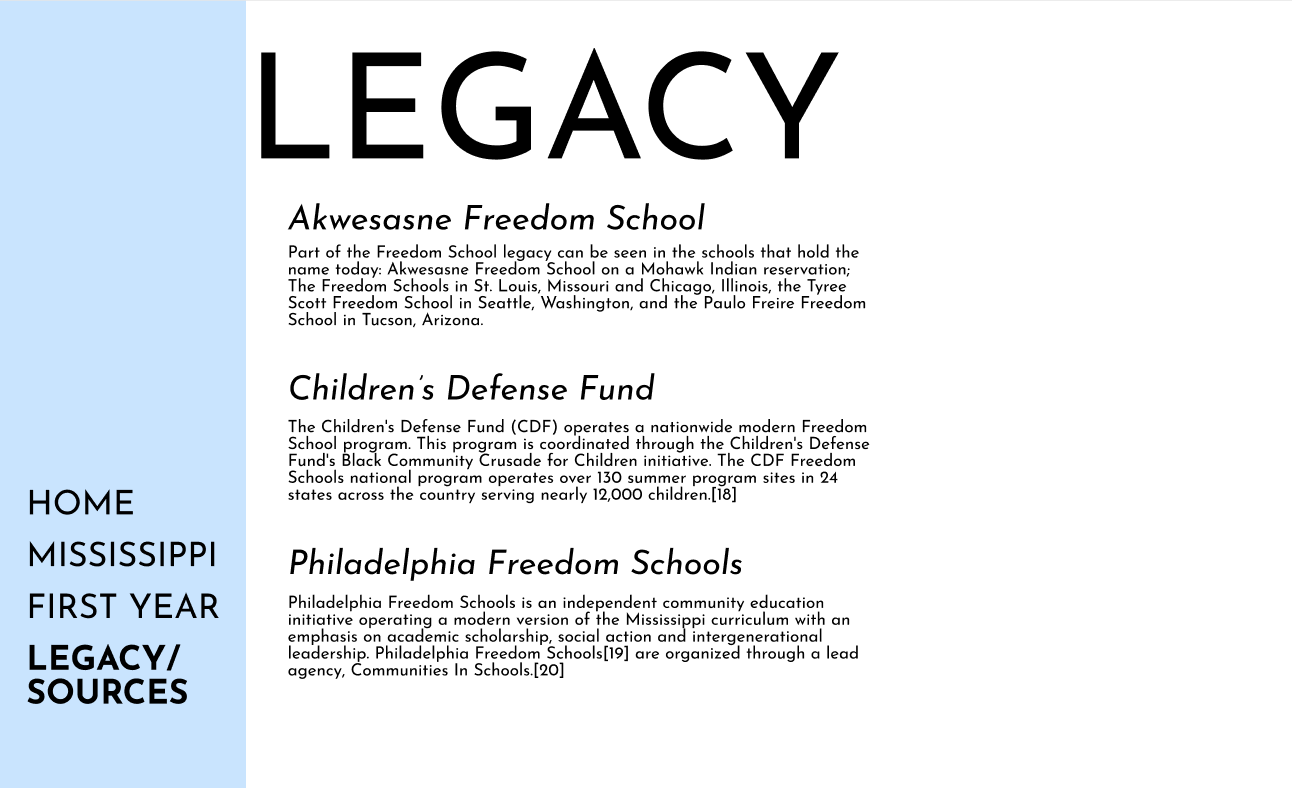 LEGACY
Akwesasne Freedom School
Part of the Freedom School legacy can be seen in the schools that hold the
name today: Akwesasne Freedom School on a Mohawk Indian reservation;
The Freedom Schools in St. Louis, Missouri and Chicago, Illinois, the Tyree
Scott Freedom School in Seattle, Washington, and the Paulo Freire Freedom
School in Tucson, Arizona.
Children's Defense Fund
The Children's Defense Fund (CDF) operates a nationwide modern Freedom
School program. This program is coordinated through the Children's Defense
Fund's Black Community Crusade for Children initiative. The CDF Freedom
Schools national program operates over 130 summer program sites in 24
states across the country serving nearly 12,000 children.[18]
Philadelphia Freedom Schools
Philadelphia Freedom Schools is an independent community education
initiative operating a modern version of the Mississippi curriculum with an
emphasis on academic scholarship, social action and intergenerational
leadership. Philadelphia Freedom Schools[19] are organized through a lead
agency, Communities In Schools.[20]
HOME
MISSISSIPPI
FIRST YEAR
LEGACY/
SOURCES